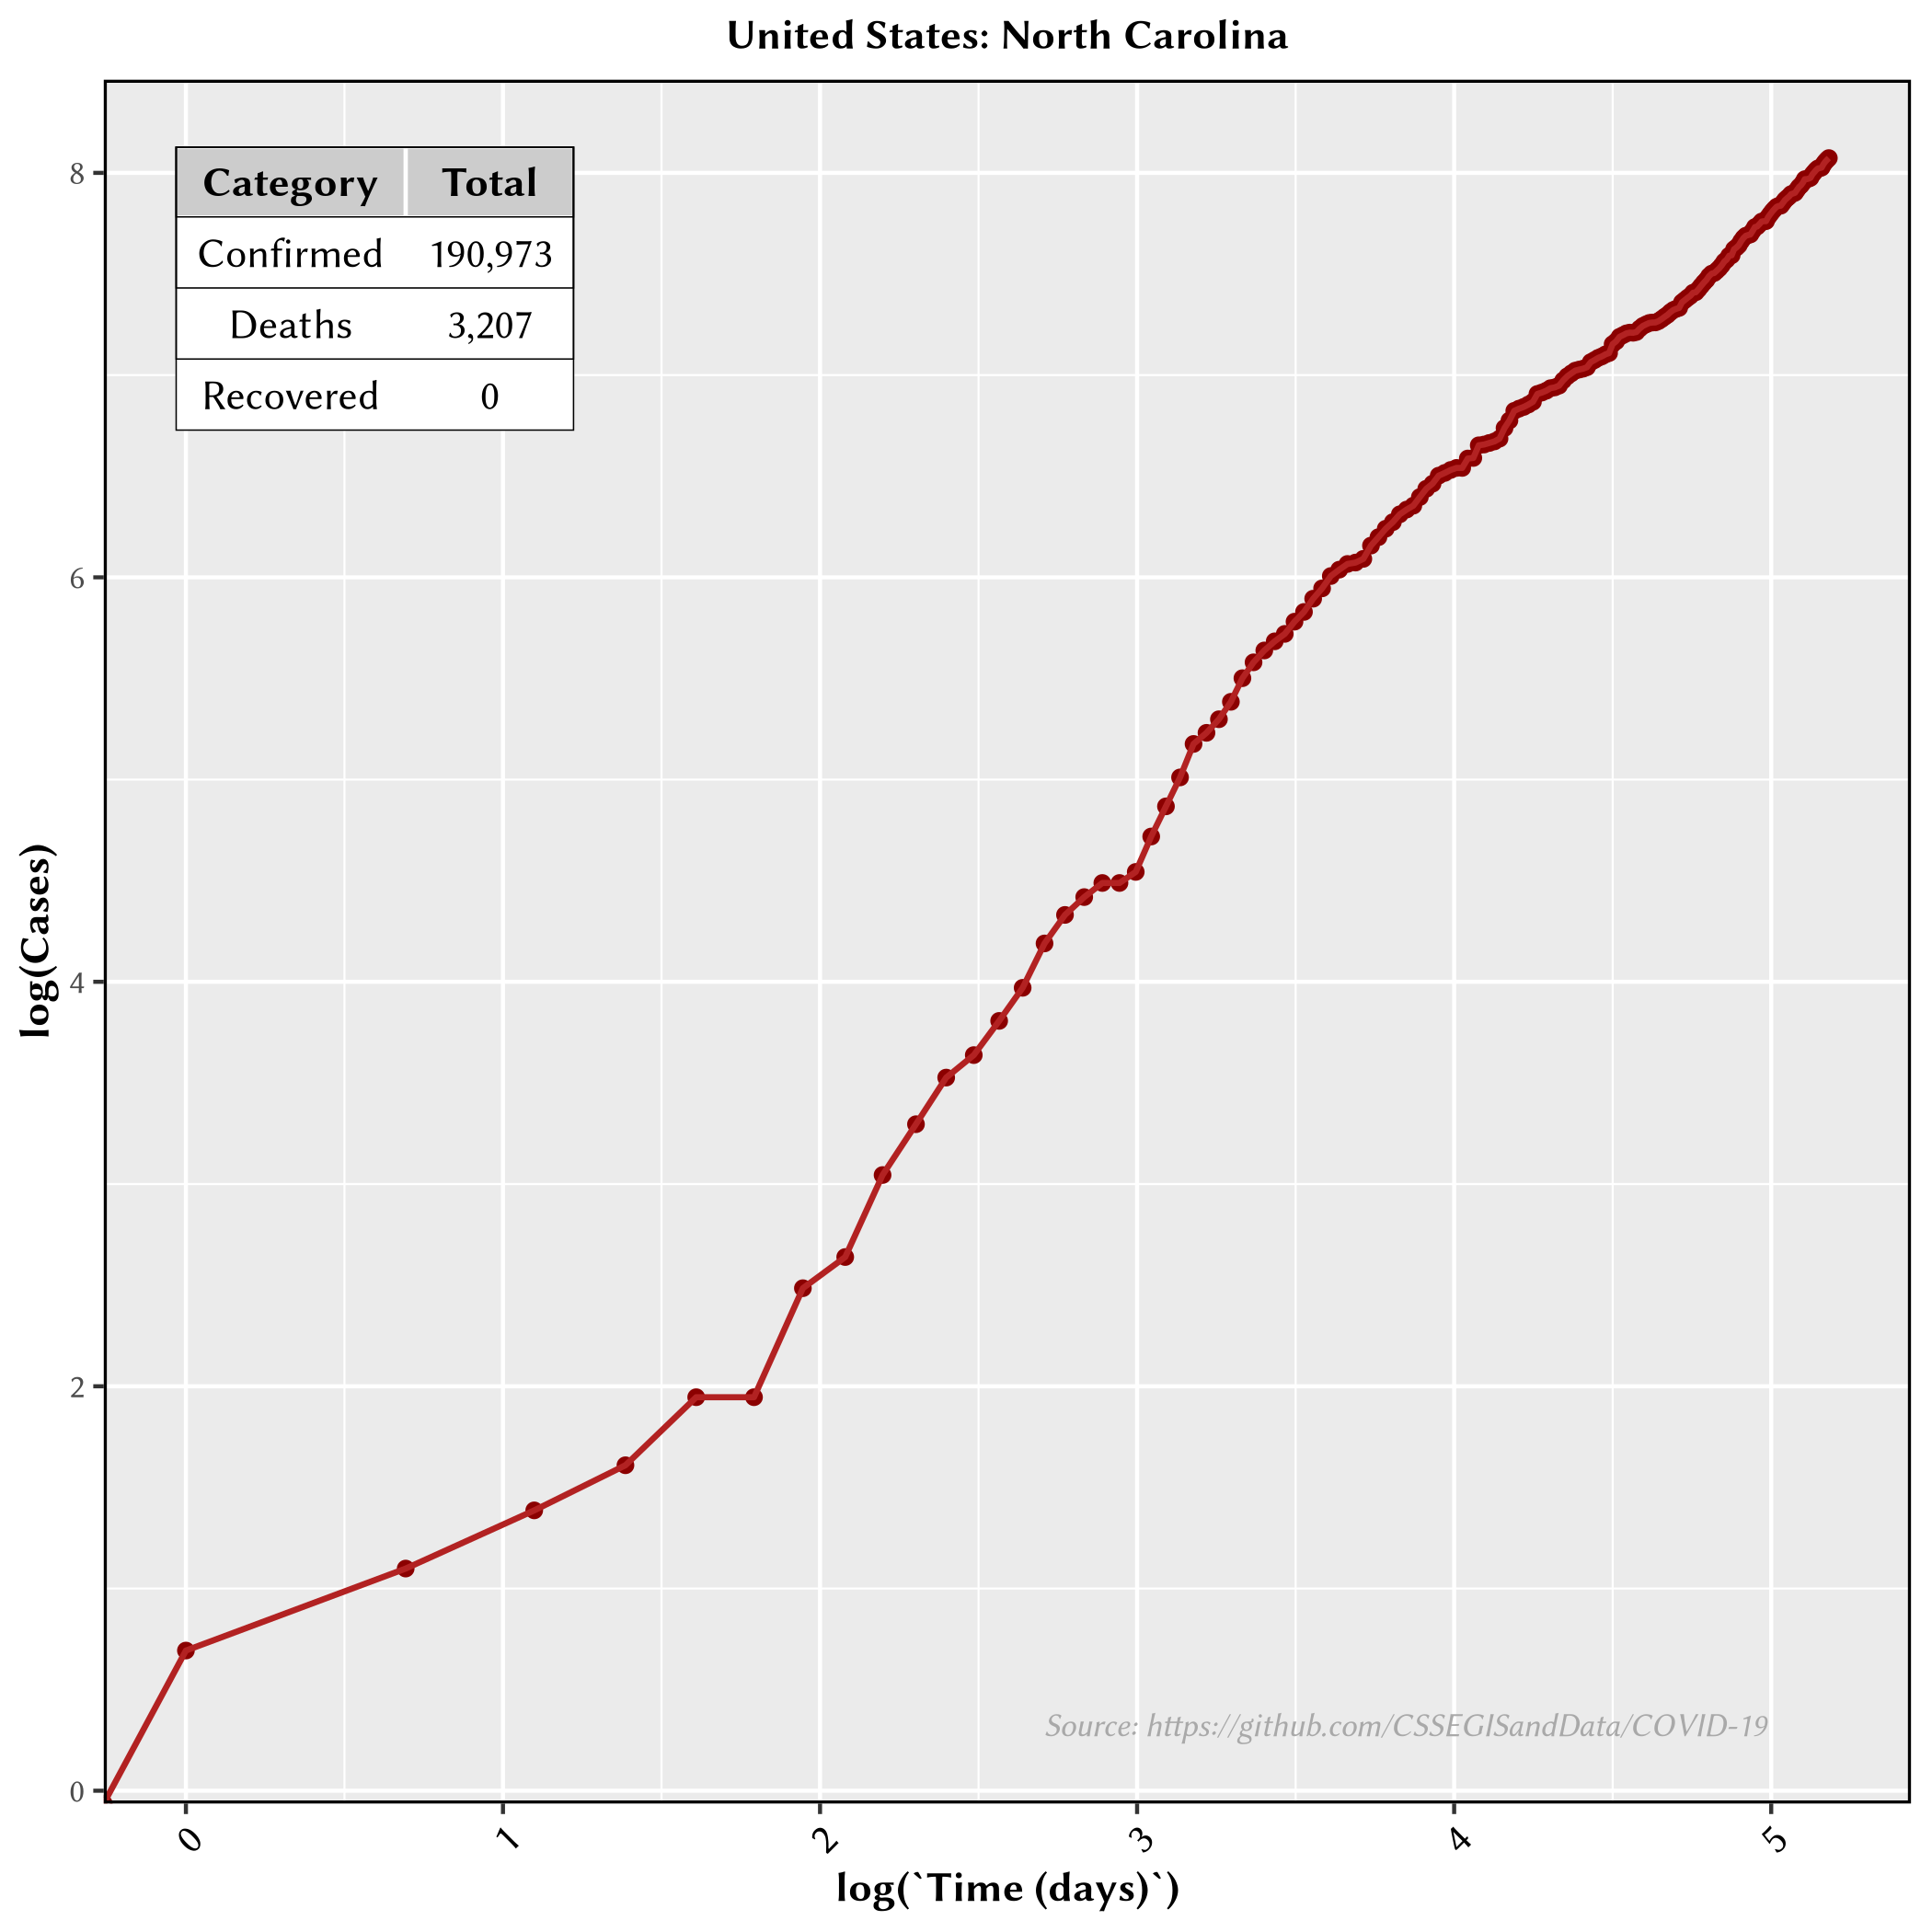 United States: North Carolina
8
6
4
2
0
log(Cases)
Category Total
Confirmed 190,973
Deaths 3,207
Recovered 0
Source: https://github.com/CSSEGISandData/COVID-19
0 1 2 3 4 5
log(`Time (days)`)